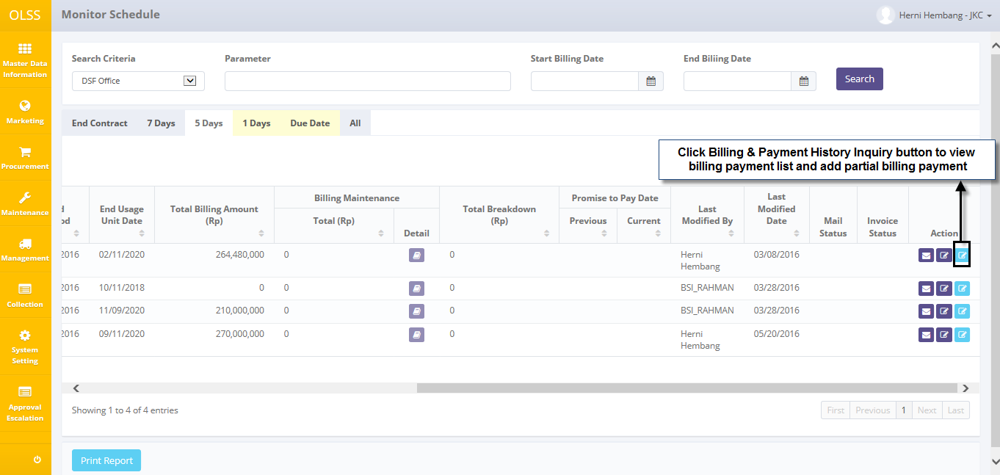 OLSS
Monitor Schedule
Herni Hembang - JKC
Master Data
Information
Marketing
Procurement
Maintenance
Management
Collection
System
Setting
Approval
Escalation
Search Criteria
Parameter
Start Billing Date
End Biliing Date
DSF Office
Search
End Contract 7 Days 5 Days 1 Days Due Date All
Click Billing & Payment History Inquiry button to view
billing payment list and add partial billing payment
End Usage
Unit Date
Total Billing Amount
(Rp)
Billing Maintenance
Total (Rp)
Detail
Total Breakdown
(Rp)
Promise to Pay Date
Previous
Current
Last
Modified By
Last
Modified
Date
Mail
Status
Invoice
Status
Action
2016 02/11/2020 264,480,000 0 0 Herni
Hembang 03/08/2016
2016 10/11/2018 0 0 0 BSI_RAHMAN 03/28/2016
2016 11/09/2020 210,000,000 0 0 BSI_RAHMAN 03/28/2016
2016 09/11/2020 270,000,000 0 0 Herni
Hembang 05/20/2016
Showing 1 to 4 of 4 entries
First Previous 1 Next Last
Print Report